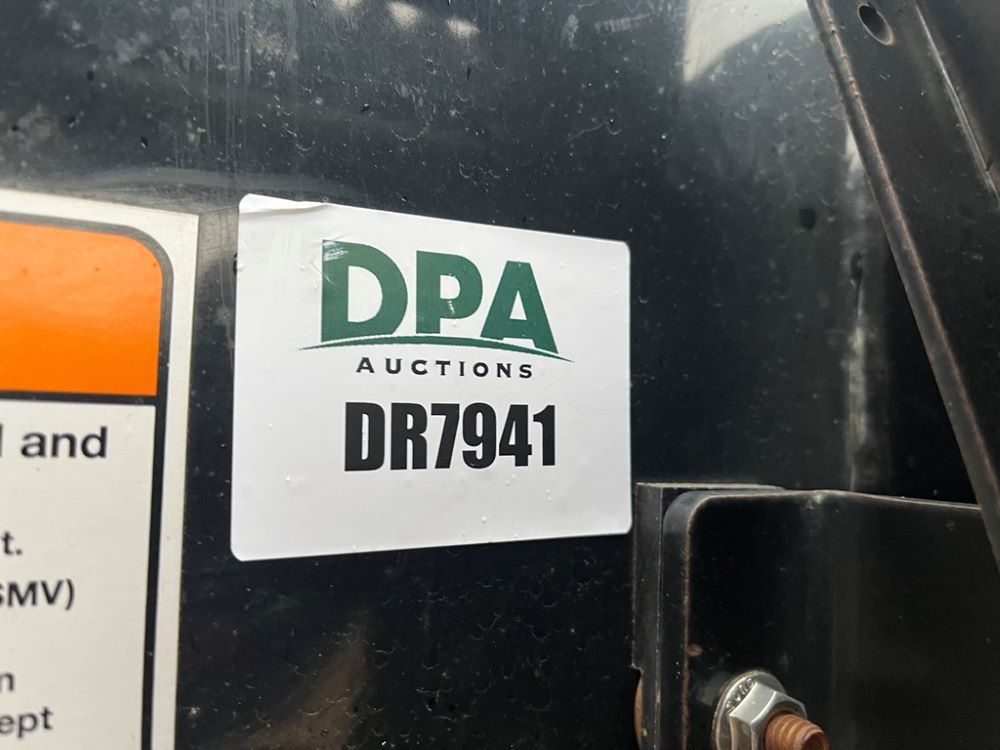 DPA
AUCTIONS
DR7941
and
t.
SMV)
n
ept